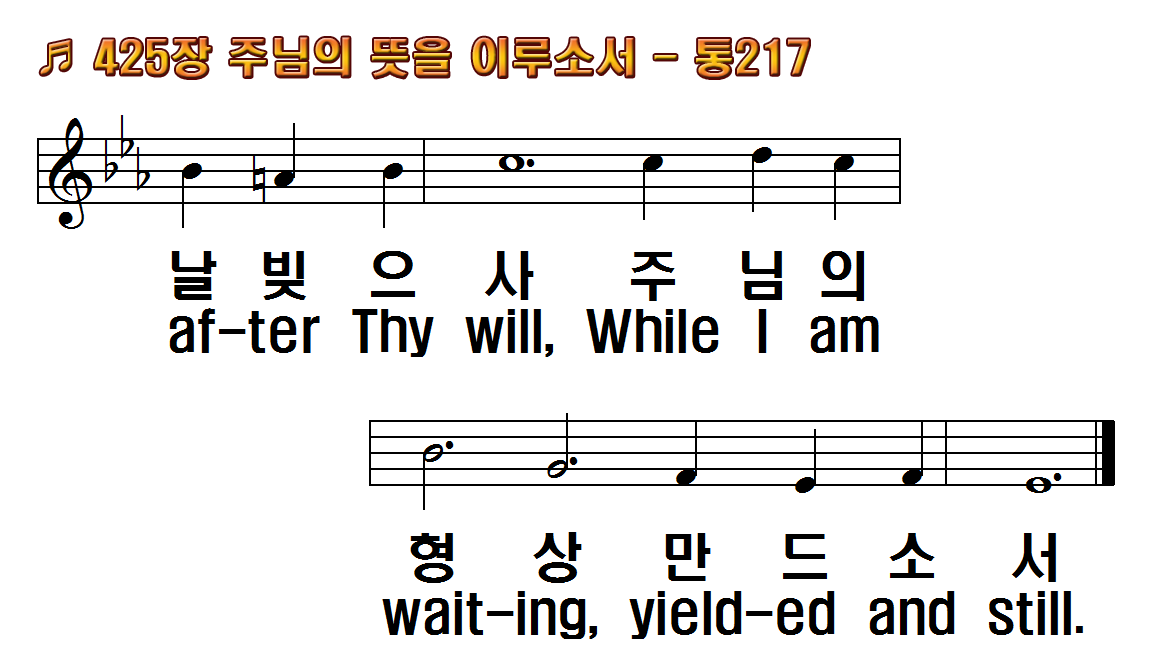 ♬ 425장 주님의 뜻을 이루소서 - 통217
날 빚 으 사 주 님 의
af-ter Thy will, While I am
형 상 만 드 소 서
wait-ing, yield-ed and still.